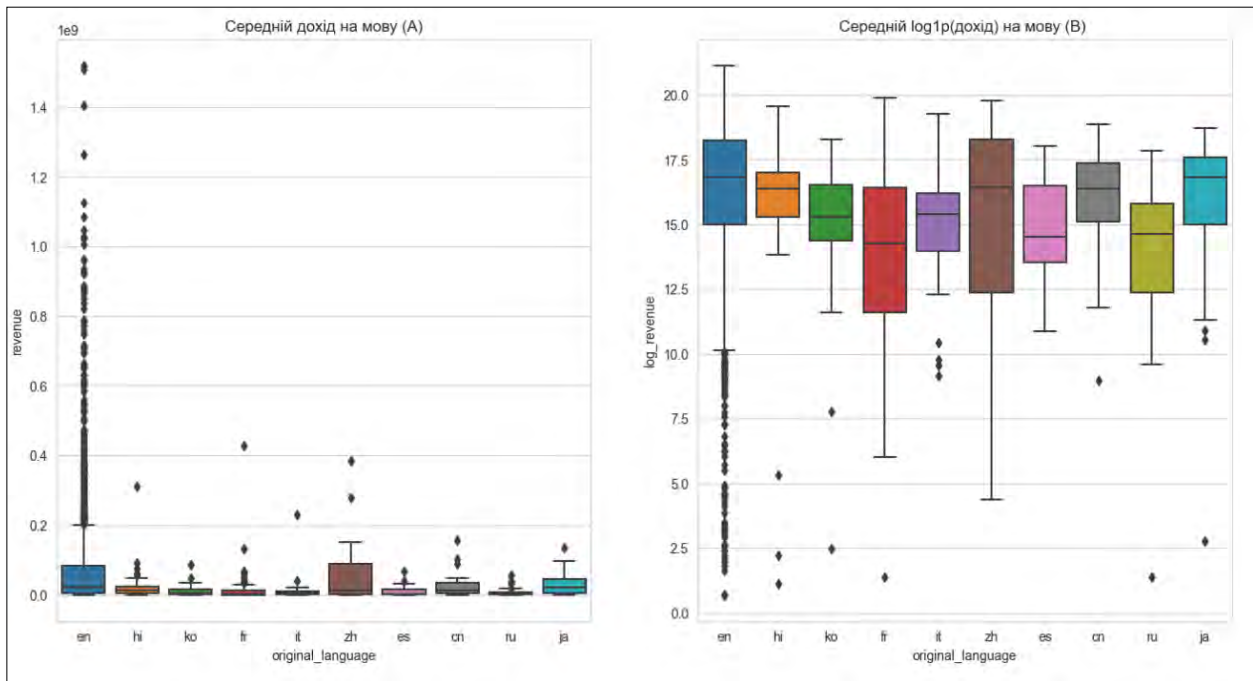 Середній дохід на мову (A)
1e9
1.4
1.2
1.0
0.8
0.6
0.4
0.2
0.0
revenue
en hi ko fr it zh es cn ru ja
original_language
Середній log1p(дохід) на мову (B)
20.0
17.5
15.0
12.5
10.0
7.5
5.0
2.5
0.0
log_revenue
en hi ko fr it zh es cn ru ja
original_language